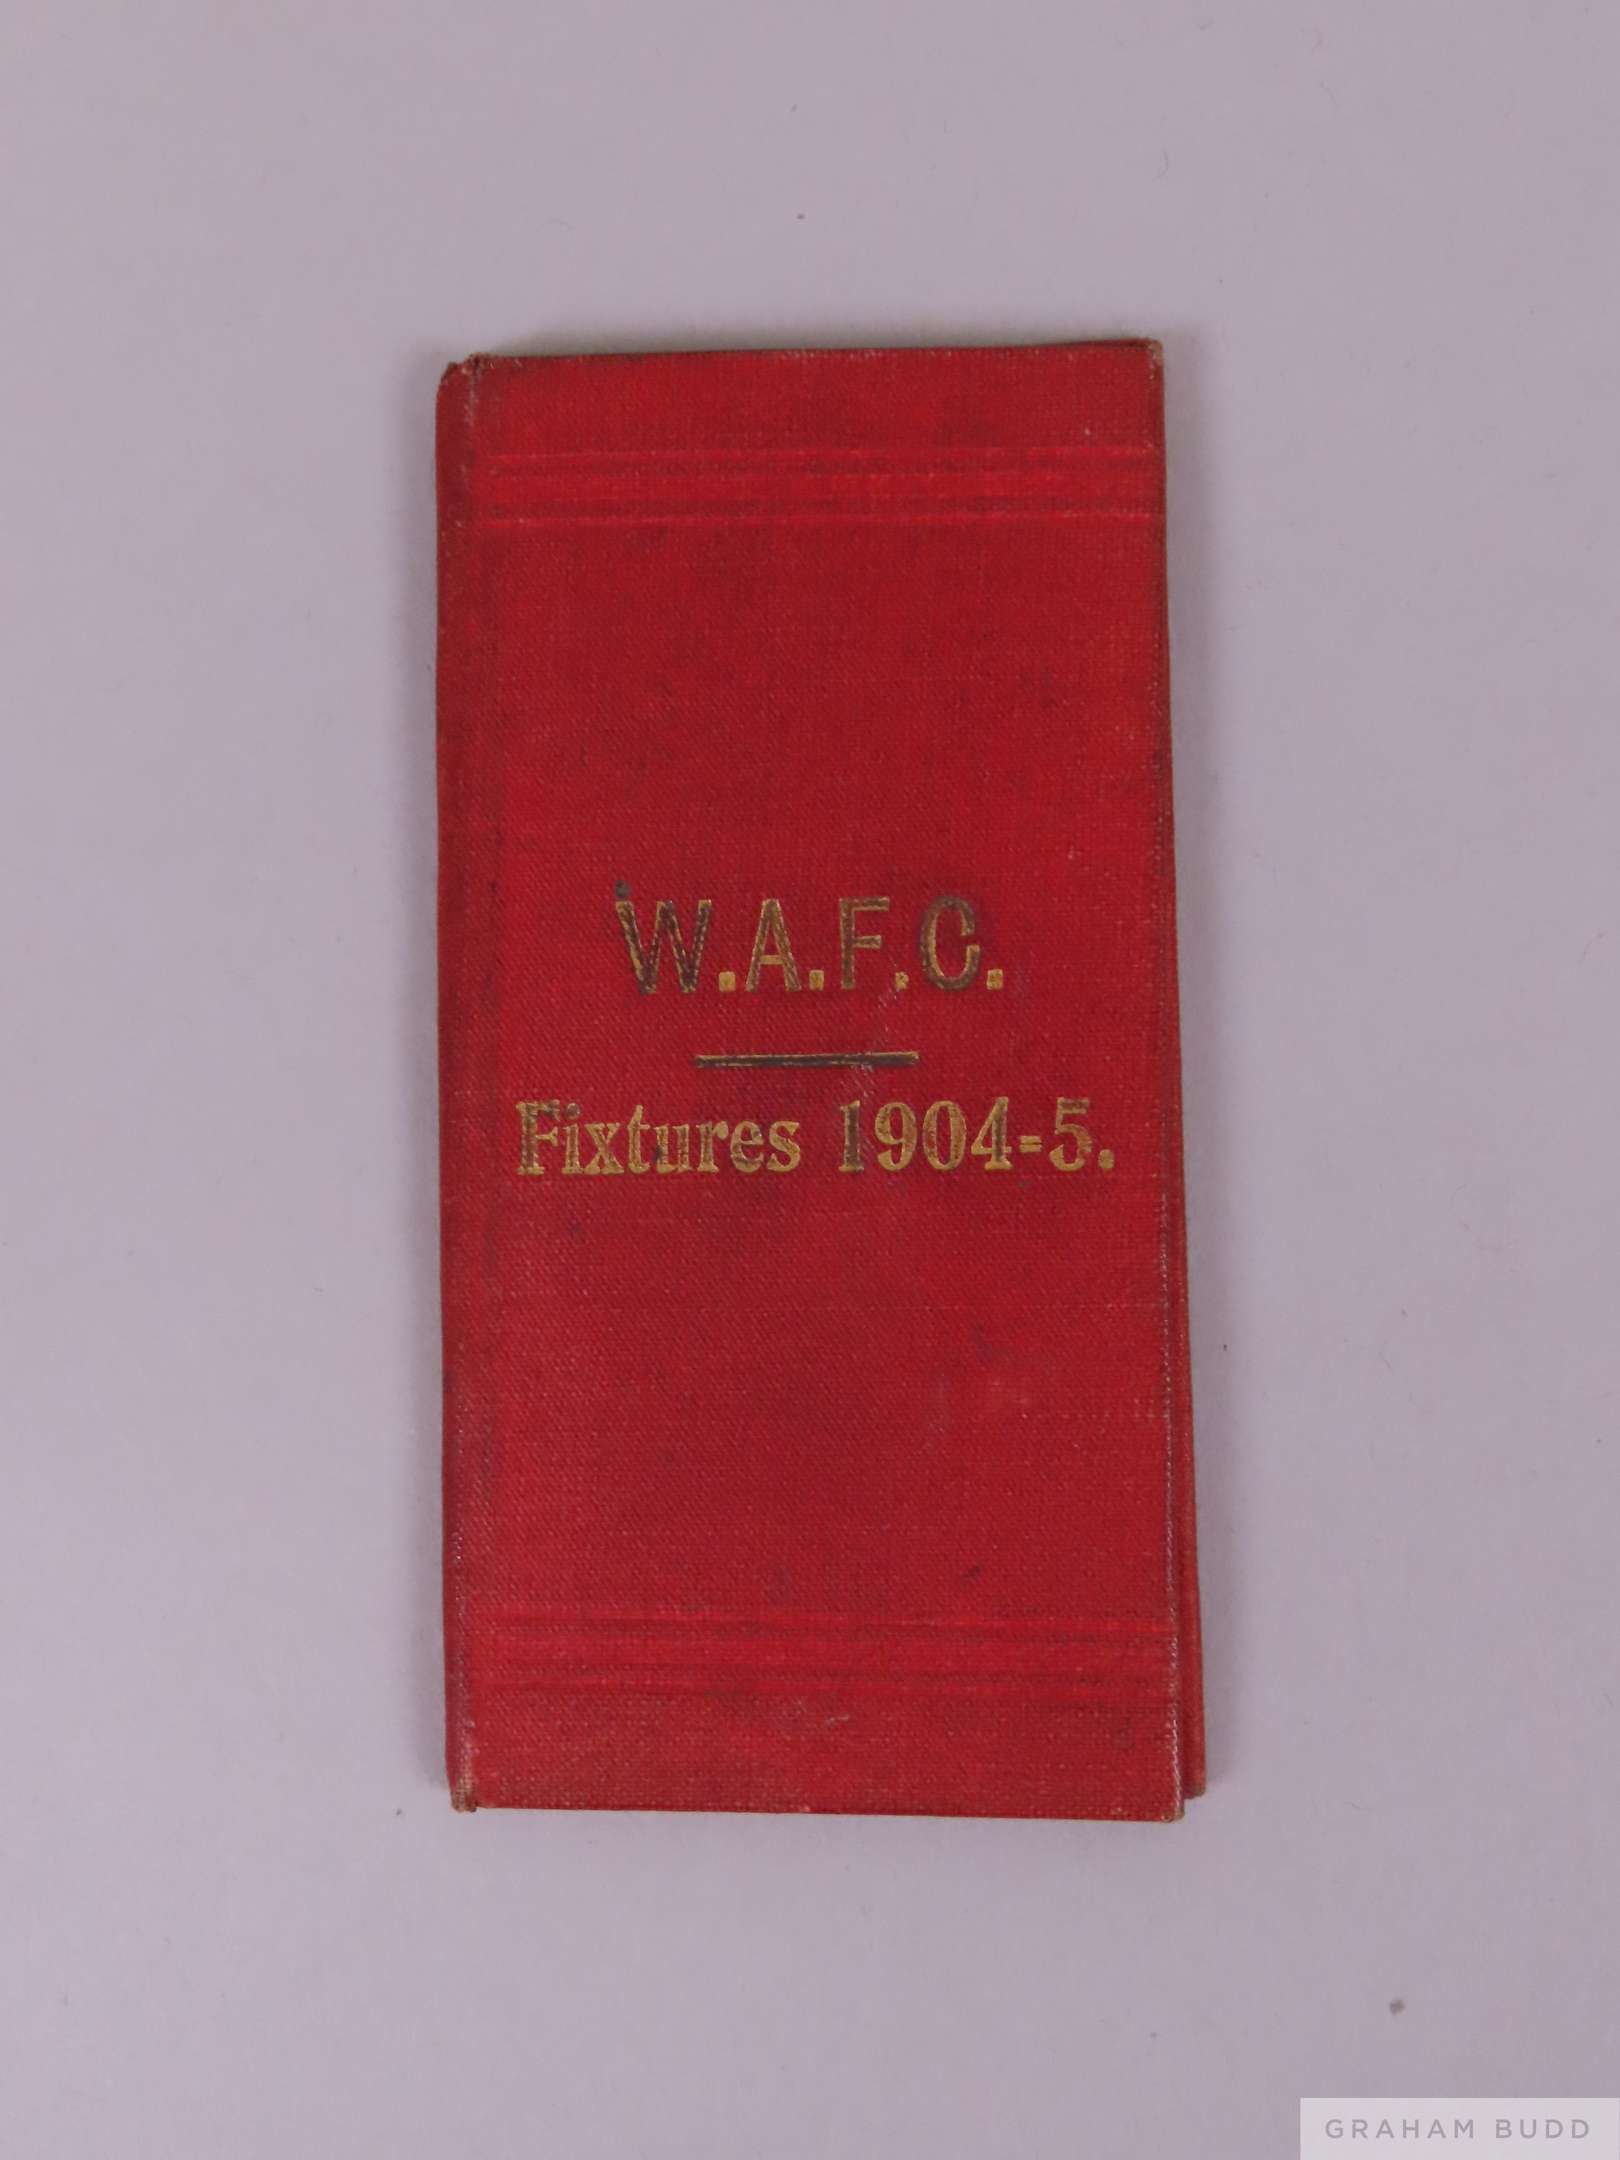 W.A.F.C.
Fixtures 1904-5.
GRAHAM BUDD